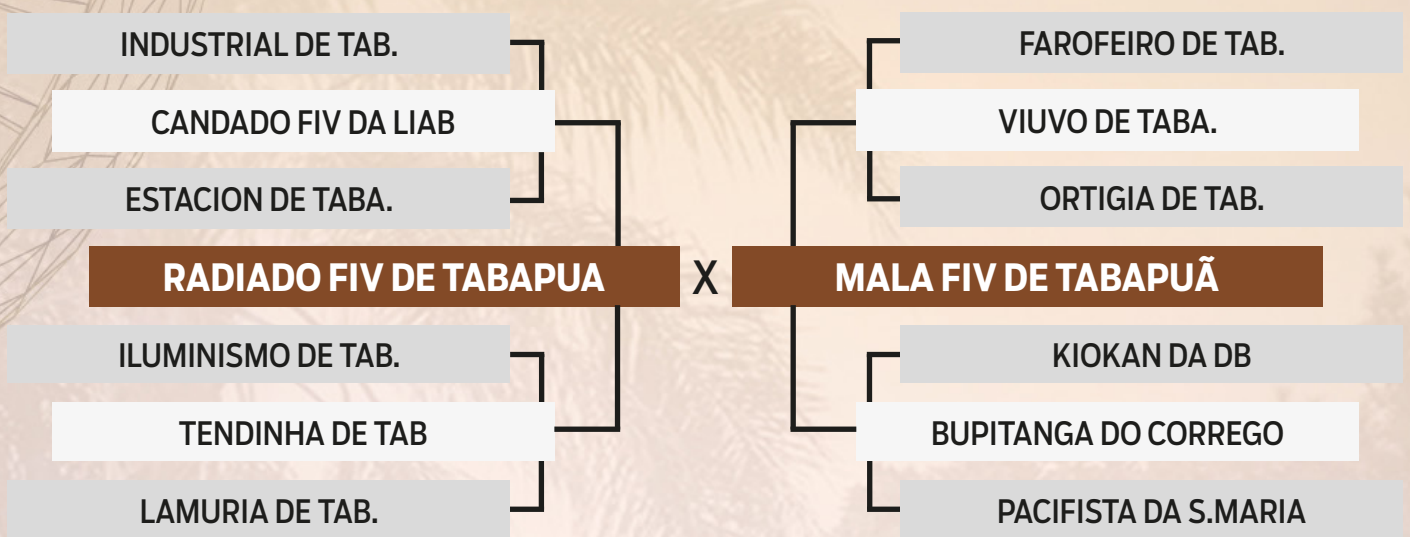 INDUSTRIAL DE TAB.
CANDADO FIV DA LIAB
ESTACION DE TABA.
RADIADO FIV DE TABAPUA
ILUMINISMO DE TAB.
TENDINHA DE TAB
LAMURIA DE TAB.
X
FAROFEIRO DE TAB.
VIUVO DE TABA.
ORTIGIA DE TAB.
MALA FIV DE TABAPUÃ
KIOKAN DA DB
BUPITANGA DO CORREGO
PACIFISTA DA S.MARIA